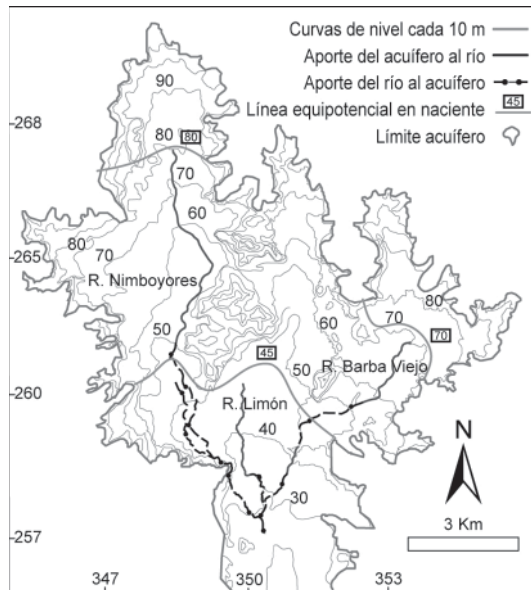 Curvas de nivel cada 10 m
Aporte del acuífero al río
Aporte del río al acuífero
Línea equipotencial en naciente 45
Límite acuífero
90
268
80 80
70
60
265
80
70
R. Nimboyores
80
60
70
70
50
45
50
R. Barba Viejo
260
R. Limón
40
N
30
257
3 Km
347
350
353